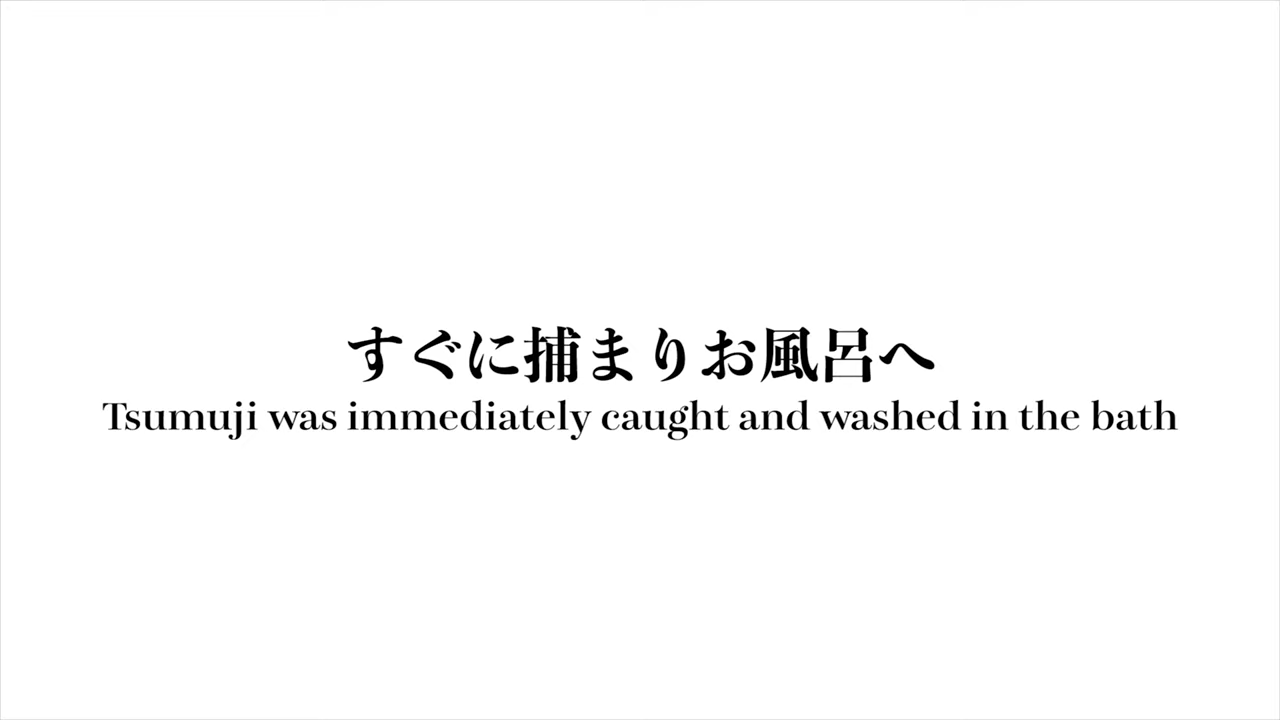 すぐに捕まりお風呂へ
Tsumuji was immediately caught and washed in the bath